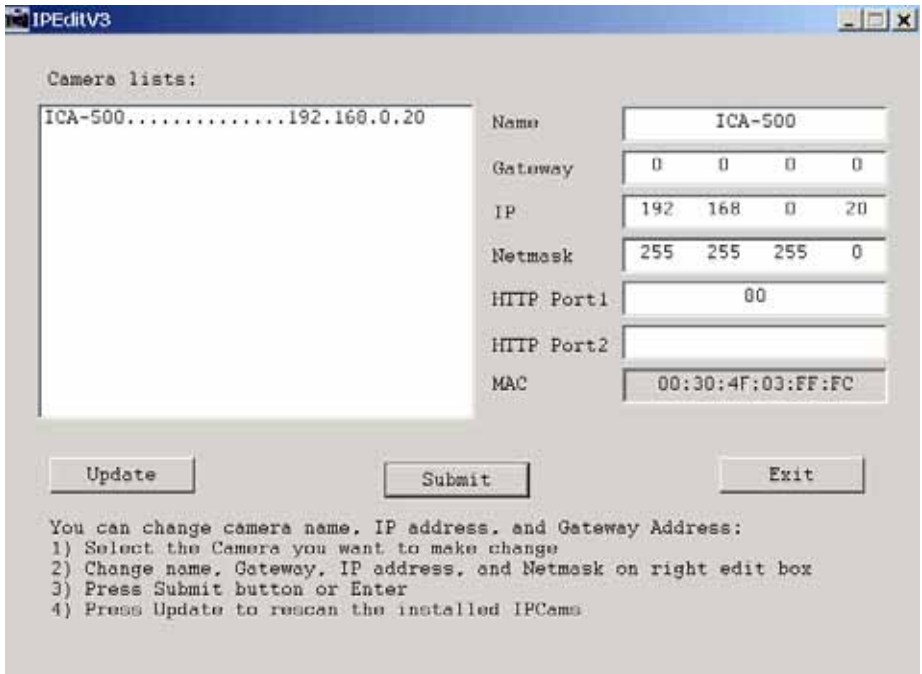 IPEditV3
Camera lists:
ICA-500..............192.168.0.20
Name ICA-500
Gateway 0 0 0 0
IP 192 168 0 20
Netmask 255 255 255 0
HTTP Port1 80
HTTP Port2
MAC 00:30:4F:03:FF:FC
Update Submit Exit
You can change camera name, IP address, and Gateway Address:
1) Select the Camera you want to make change
2) Change name, Gateway, IP address, and Netmask on right edit box
3) Press Submit button or Enter
4) Press Update to rescan the installed IPCams